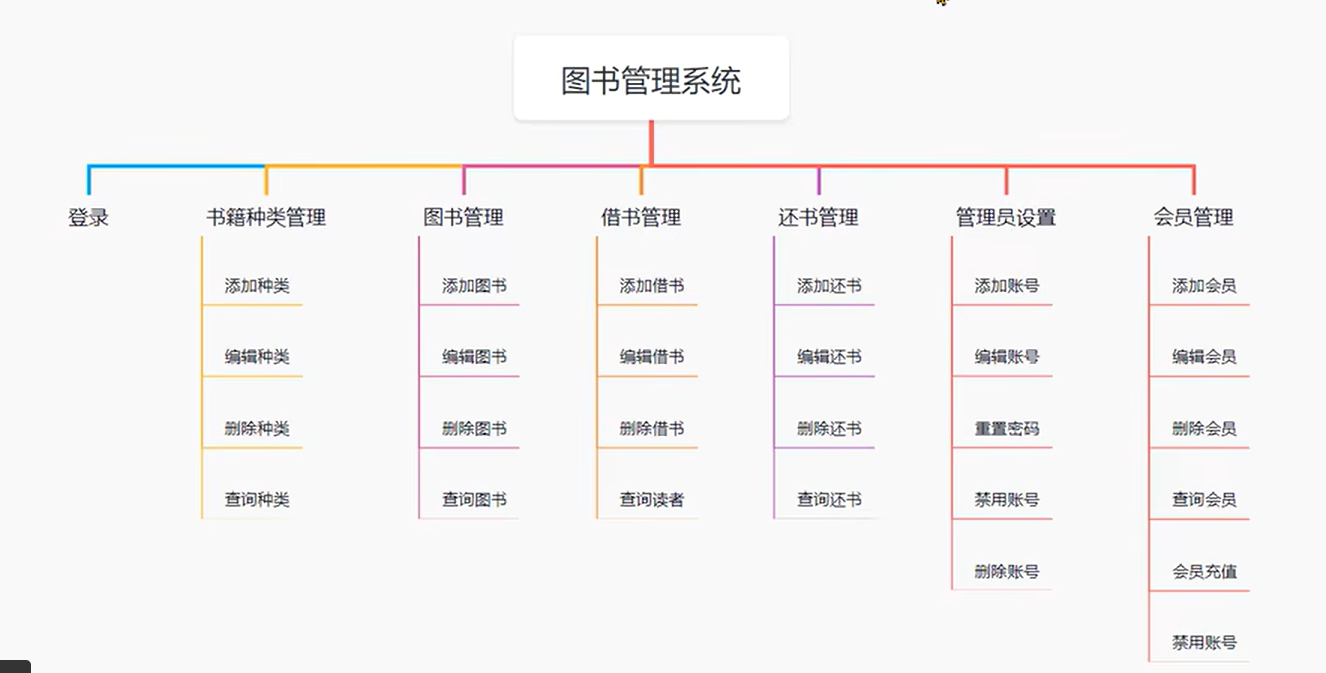 图书管理系统
登录
书籍种类管理
图书管理
借书管理
还书管理
管理员设置
会员管理
添加种类
编辑种类
删除种类
查询种类
添加图书
编辑图书
删除图书
查询图书
添加借书
编辑借书
删除借书
查询读者
添加还书
编辑还书
删除还书
查询还书
添加账号
编辑账号
重置密码
禁用账号
删除账号
添加会员
编辑会员
删除会员
查询会员
会员充值
禁用账号